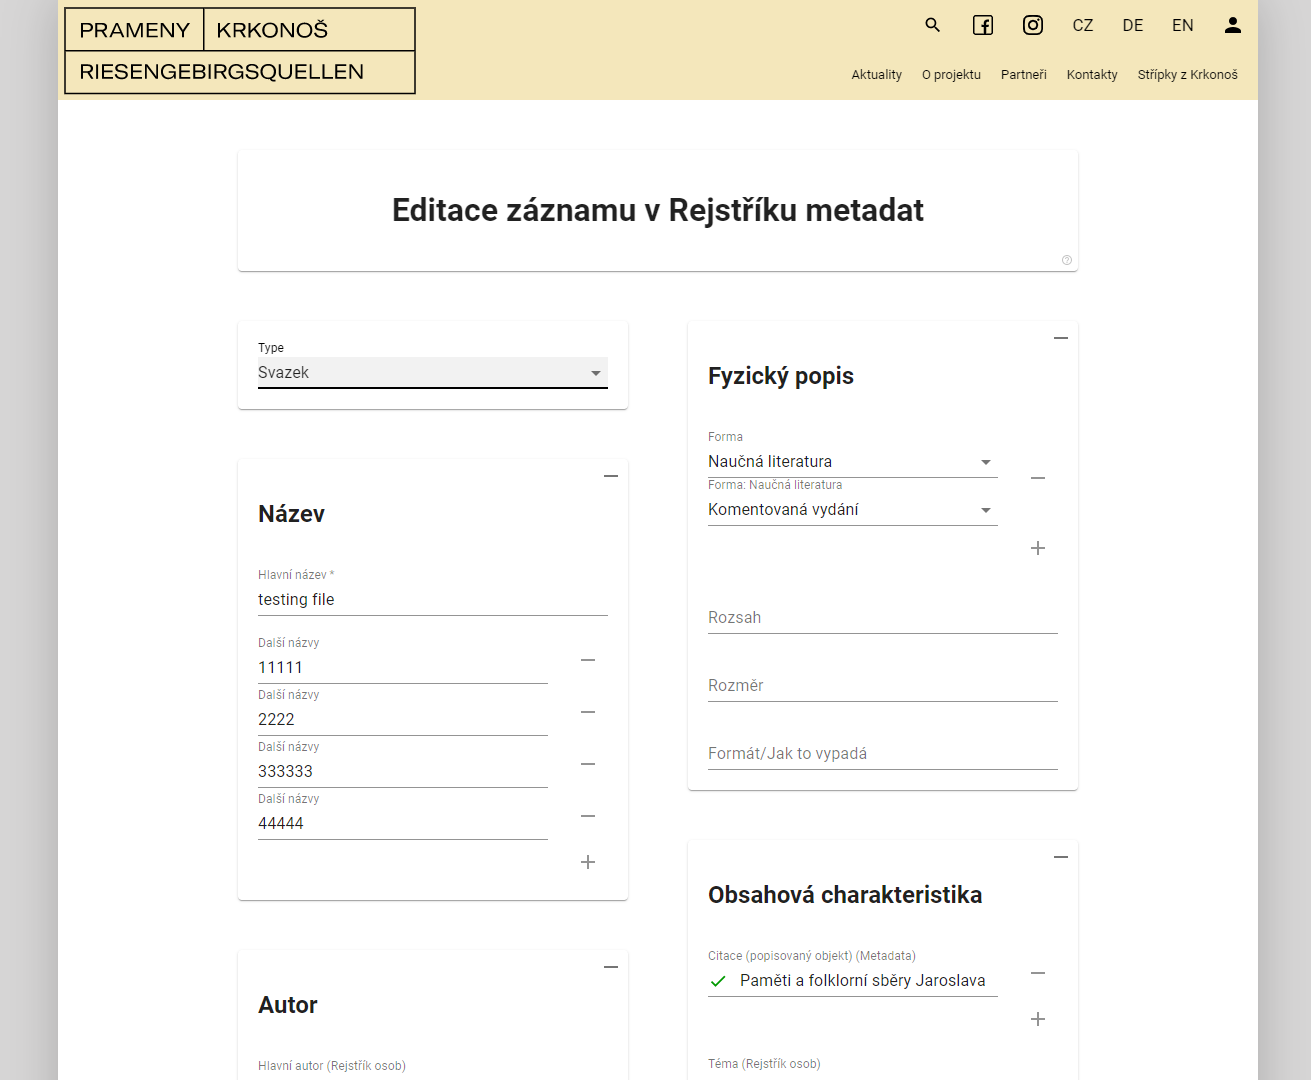 PRAMENY KRKONOŠ
RIESENGEBIRGSQUELLEN
CZ DE EN
Aktuality O projektu Partneři Kontakty Střípky z Krkonoš
Editace záznamu v Rejstříku metadat
Type
Svazek
Název
Hlavní název *
testing file
Další názvy
11111
Další názvy
2222
Další názvy
333333
Další názvy
44444
Autor
Hlavní autor (Rejstřík osob)
Fyzický popis
Forma
Naučná literatura
Forma: Naučná literatura
Komentovaná vydání
Rozsah
Rozměr
Formát/Jak to vypadá
Obsahová charakteristika
Citace (popisovaný objekt) (Metadata)
Paměti a folklorní sběry Jaroslava
Téma (Rejstřík osob)